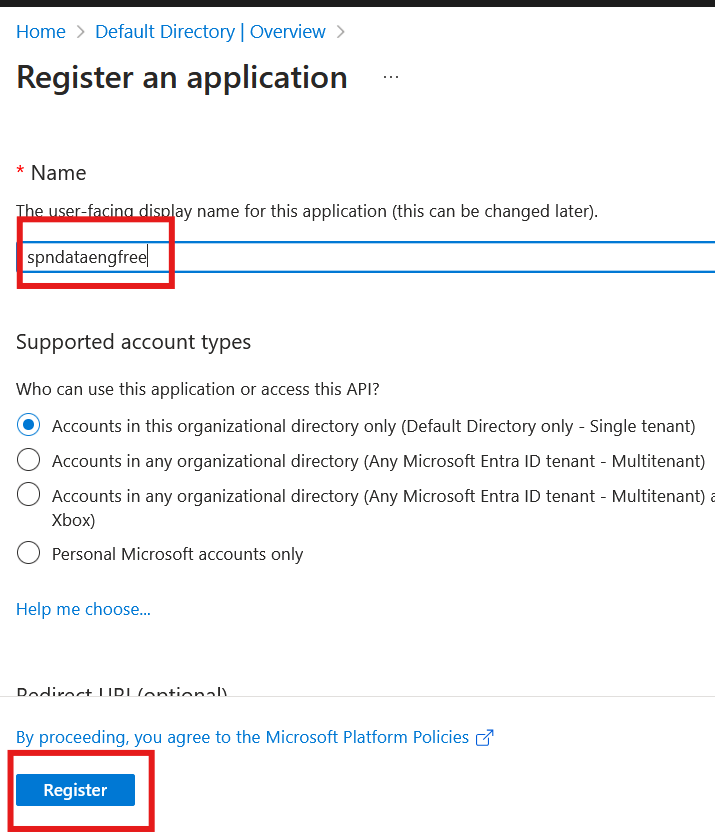 Home > Default Directory | Overview >
Register an application ...
* Name
The user-facing display name for this application (this can be changed later).
spndataengfree
Supported account types
Who can use this application or access this API?
Accounts in this organizational directory only (Default Directory only - Single tenant)
Accounts in any organizational directory (Any Microsoft Entra ID tenant - Multitenant)
Accounts in any organizational directory (Any Microsoft Entra ID tenant - Multitenant) a
Xbox)
Personal Microsoft accounts only
Help me choose...
Redirect URI (optional)
By proceeding, you agree to the Microsoft Platform Policies
Register